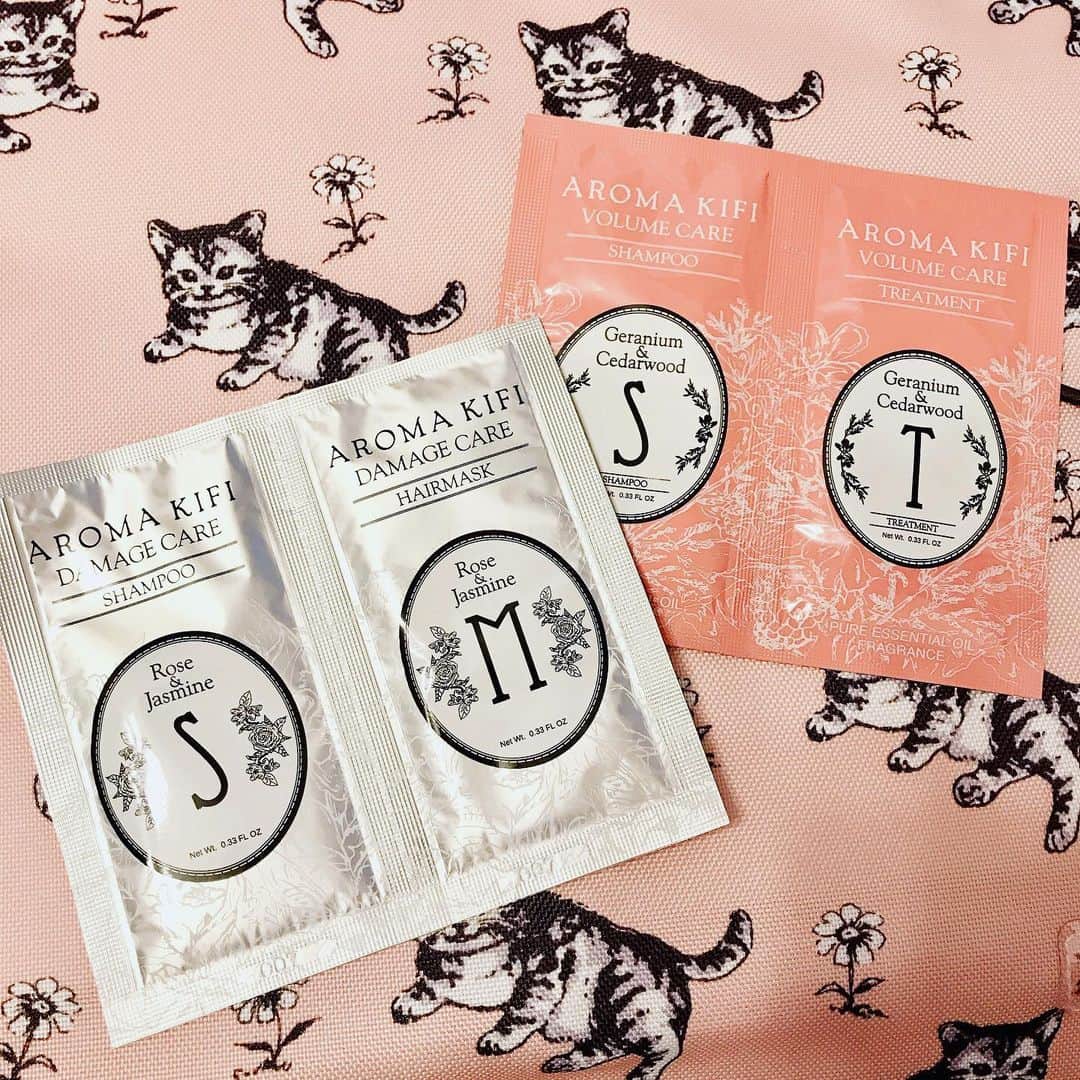 AROMA KIFI
VOLUME CARE
SHAMPOO
Geranium
&
Cedarwood
S
SHAMPOO
0.33 FL OZ
OIL
AROMA KIFI
VOLUME CARE
TREATMENT
Geranium
&
Cedarwood
T
TREATMENT
Net Wt. 0.33 FL OZ
PURE ESSENTIAL OIL
FRAGRANCE
AROMA KIFI
DAMAGE CARE
SHAMPOO
Rose
&
Jasmine
S
Net Wt. 0.33 FL OZ
AROMA KIFI
DAMAGE CARE
HAIRMASK
Rose
&
Jasmine
M
Net Wt. 0.33 FL OZ